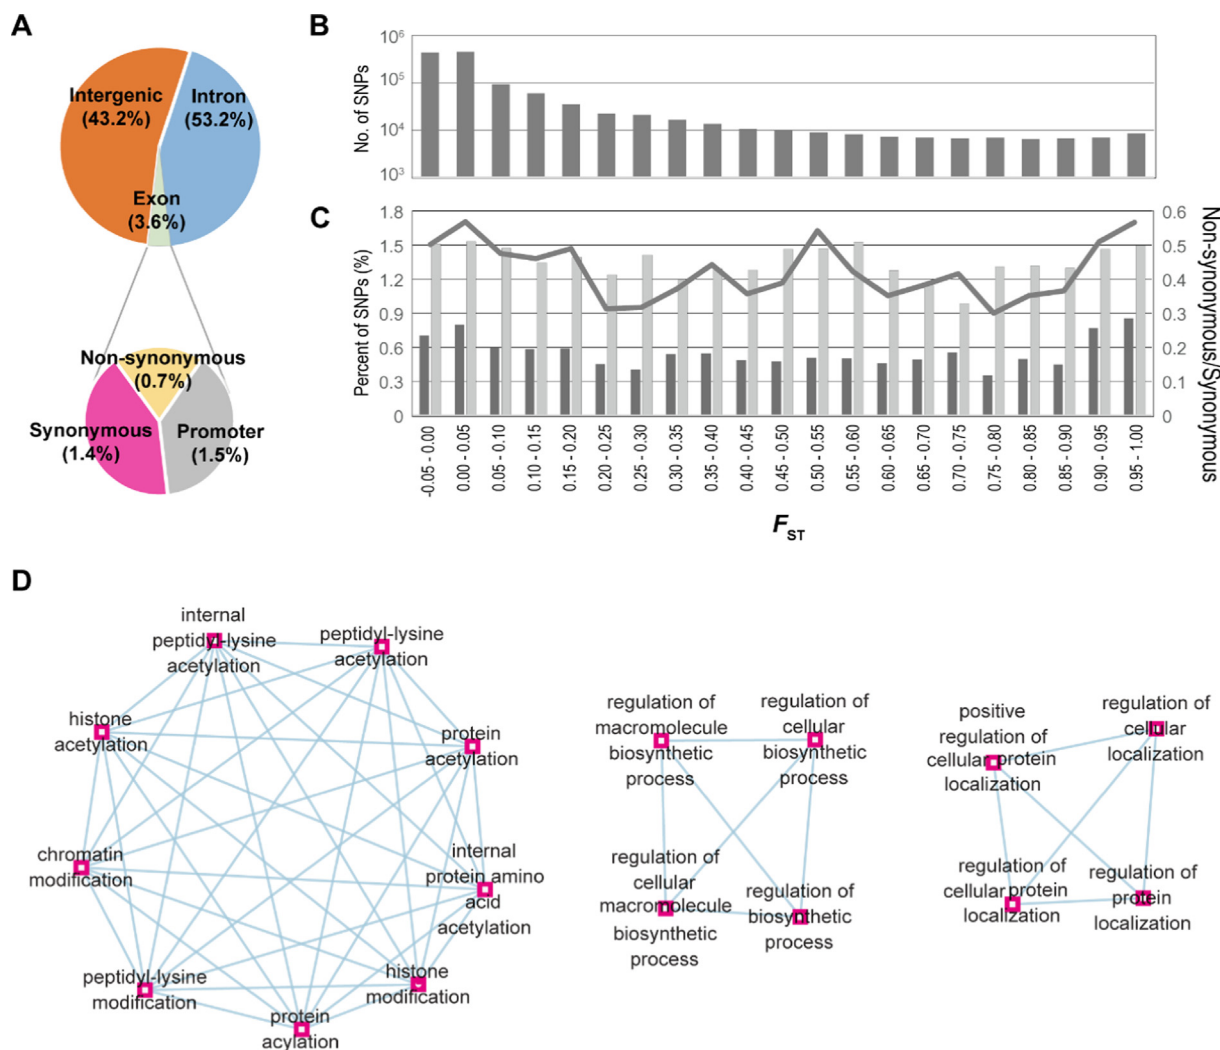 A
Intergenic
(43.2%)
Intron
(53.2%)
Exon
(3.6%)
Non-synonymous
(0.7%)
Synonymous
(1.4%)
Promoter
(1.5%)
B
No. of SNPs
10⁶
10⁵
10⁴
10³
C
Percent of SNPs (%)
1.8
1.5
1.2
0.9
0.6
0.3
0
0.6
0.5
0.4
0.3
0.2
0.1
0
Non-synonymous/Synonymous
-0.05 - 0.00
0.00 - 0.05
0.05 - 0.10
0.10 - 0.15
0.15 - 0.20
0.20 - 0.25
0.25 - 0.30
0.30 - 0.35
0.35 - 0.40
0.40 - 0.45
0.45 - 0.50
0.50 - 0.55
0.55 - 0.60
0.60 - 0.65
0.65 - 0.70
0.70 - 0.75
0.75 - 0.80
0.80 - 0.85
0.85 - 0.90
0.90 - 0.95
0.95 - 1.00
F_ST
D
internal
peptidyl-lysine
acetylation
peptidyl-lysine
acetylation
histone
acetylation
protein
acetylation
chromatin
modification
internal
protein amino
acid
acetylation
peptidyl-lysine
modification
histone
modification
protein
acylation
regulation of
macromolecule
biosynthetic
process
regulation of
cellular
biosynthetic
process
regulation of
cellular
macromolecule
biosynthetic
process
regulation of
biosynthetic
process
positive
regulation of
cellular protein
localization
regulation of
cellular
localization
regulation of
cellular protein
localization
regulation of
protein
localization